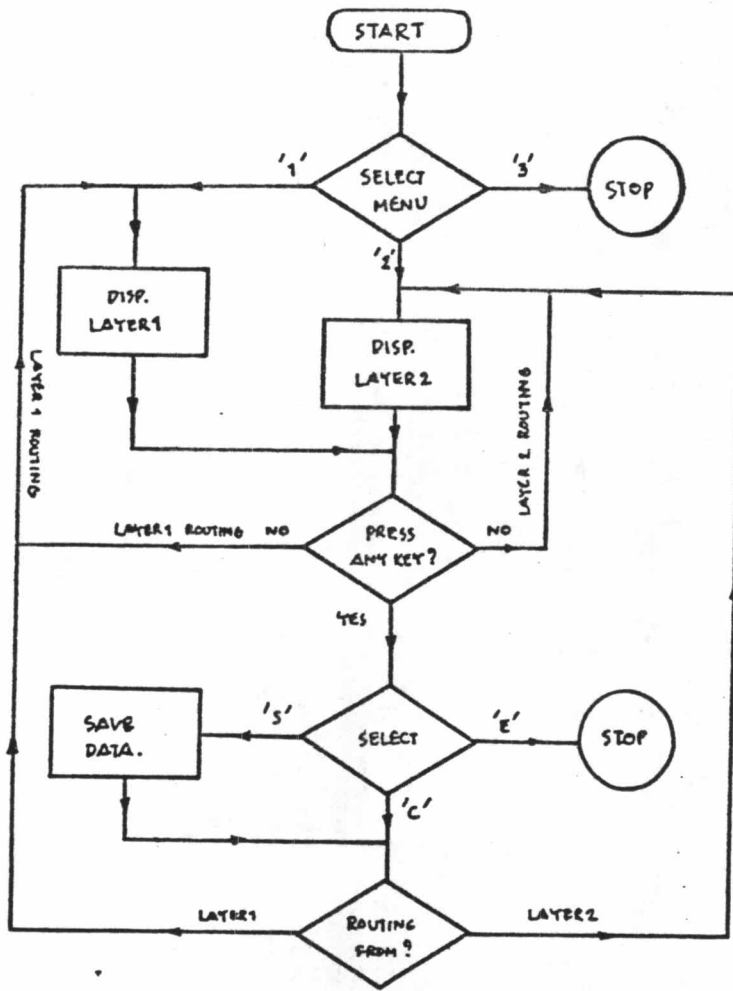 START
'1'
SELECT
MENU
'3'
STOP
'2'
DISP.
LAYER1
DISP.
LAYER2
LAYER 1 ROUTING
LAYER 2 ROUTING
LAYER1 ROUTING NO
PRESS
ANY KEY?
NO
YES
SAVE
DATA.
'S'
SELECT
'E'
STOP
'C'
LAYER1
ROUTING
FROM?
LAYER2